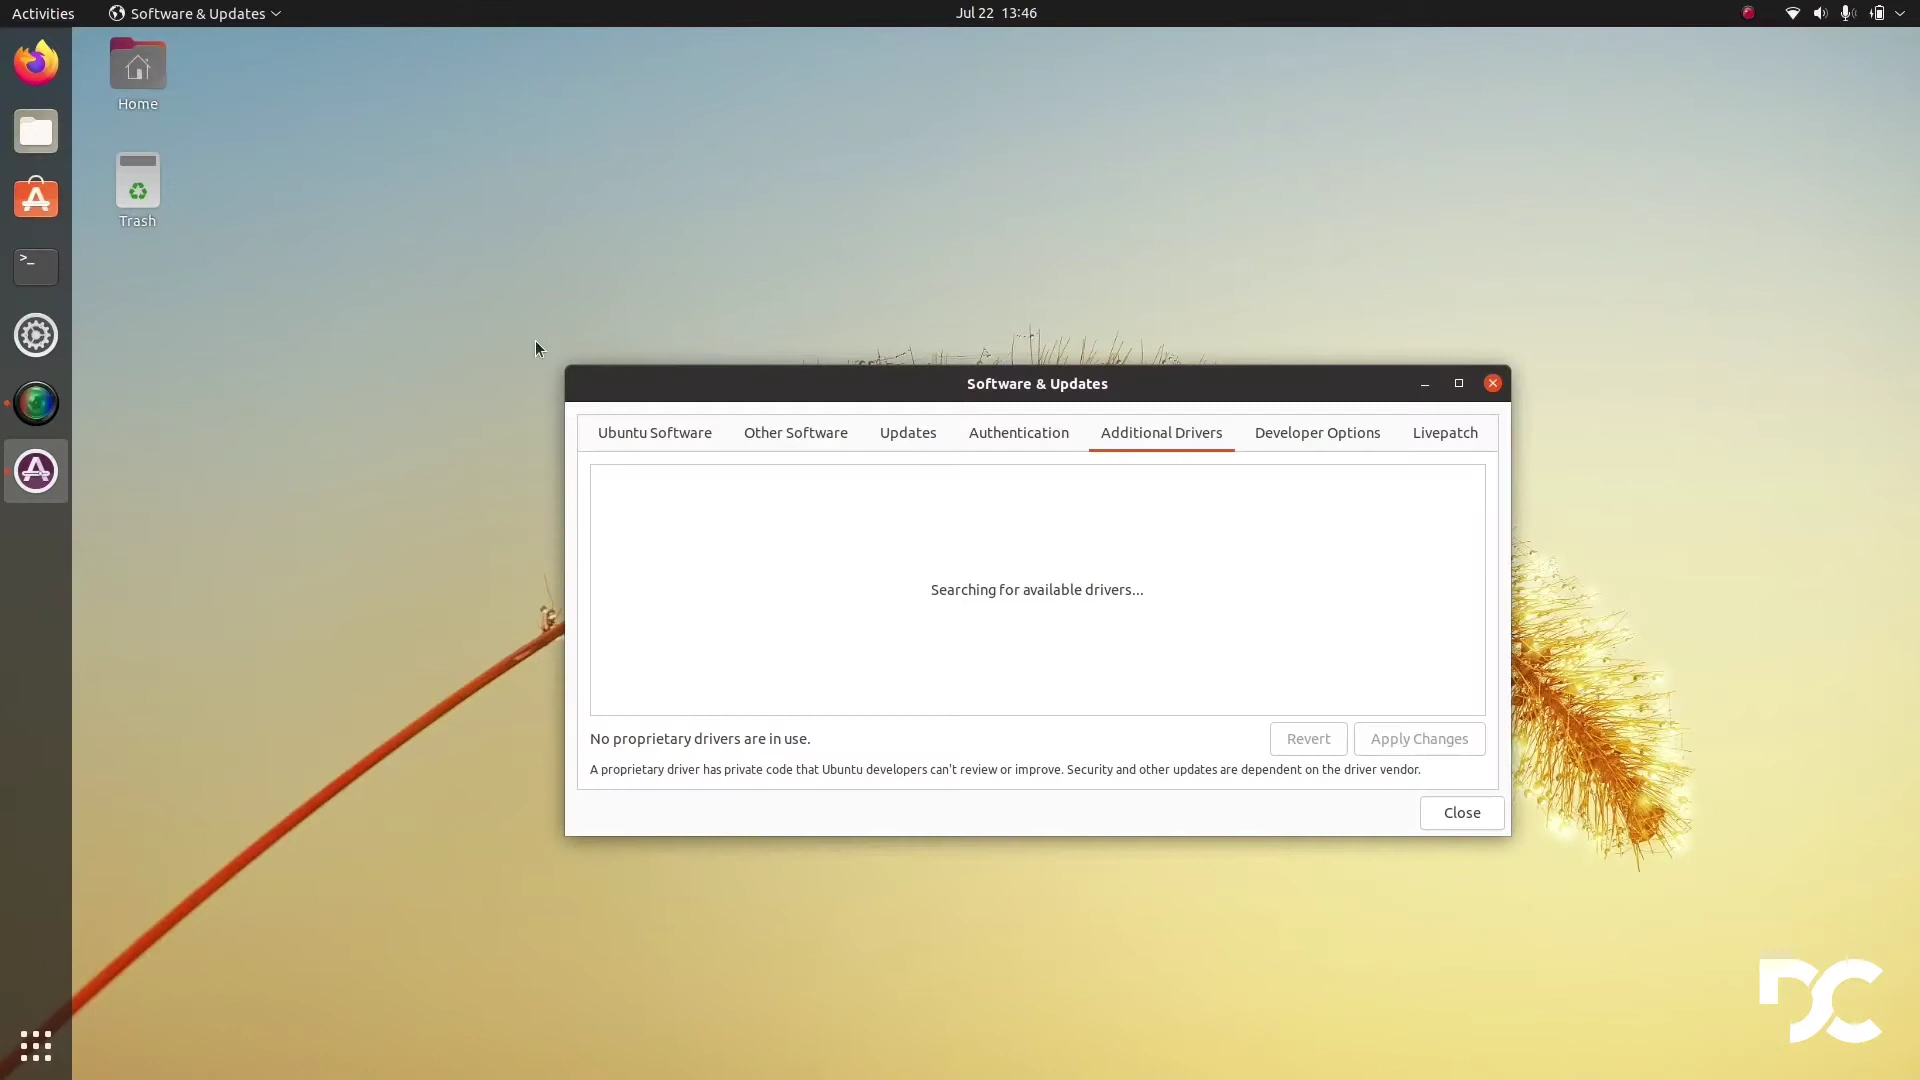 Activities
Software & Updates
Jul 22 13:46
Home
Trash
>_
Software & Updates
Ubuntu Software
Other Software
Updates
Authentication
Additional Drivers
Developer Options
Livepatch
Searching for available drivers...
No proprietary drivers are in use.
Revert
Apply Changes
A proprietary driver has private code that Ubuntu developers can't review or improve. Security and other updates are dependent on the driver vendor.
Close
DC